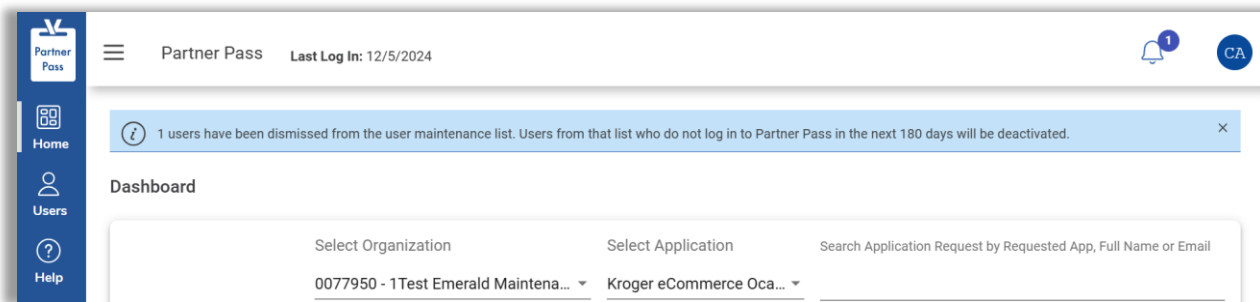 Partner
Pass
Partner Pass
Last Log In: 12/5/2024
1
CA
Home
Users
Help
1 users have been dismissed from the user maintenance list. Users from that list who do not log in to Partner Pass in the next 180 days will be deactivated.
Dashboard
Select Organization
Select Application
Search Application Request by Requested App, Full Name or Email
0077950 - 1Test Emerald Maintena...
Kroger eCommerce Oca...